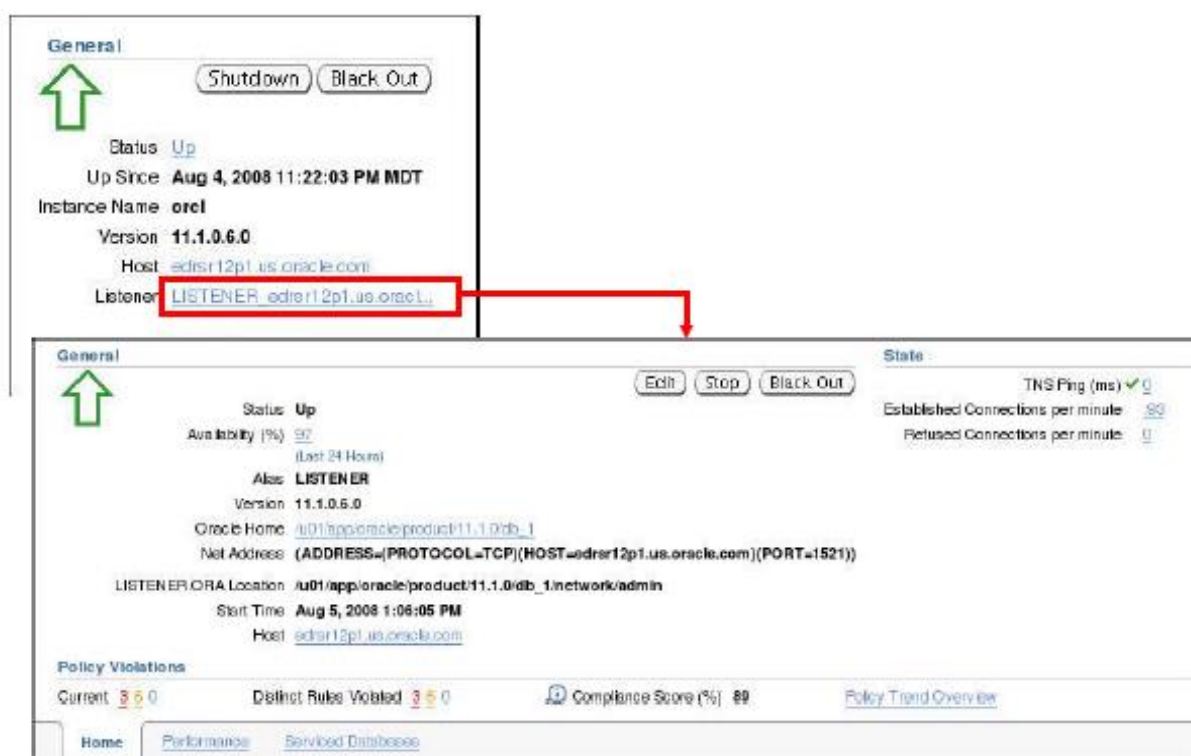 General
Shutdown Black Out
Status Up
Up Since Aug 4, 2008 11:22:03 PM MDT
Instance Name orcl
Version 11.1.0.6.0
Host edrsr12p1.us.oracle.com
Listener LISTENER_edrsr12p1.us.oracl...
General
Edit Stop Black Out
Status Up
Availability (%) 97
(Last 24 Hours)
Alias LISTENER
Version 11.1.0.6.0
Oracle Home /u01/app/oracle/product/11.1.0/db_1
Net Address (ADDRESS=(PROTOCOL=TCP)(HOST=edrsr12p1.us.oracle.com)(PORT=1521))
LISTENER.ORA Location /u01/app/oracle/product/11.1.0/db_1/network/admin
Start Time Aug 5, 2008 1:06:05 PM
Host edrsr12p1.us.oracle.com
State
TNS Ping (ms) 0
Established Connections per minute .93
Refused Connections per minute 0
Policy Violations
Current 3 6 0 Distinct Rules Violated 3 6 0 Compliance Score (%) 89 Policy Trend Overview
Home Performance Serviced Databases